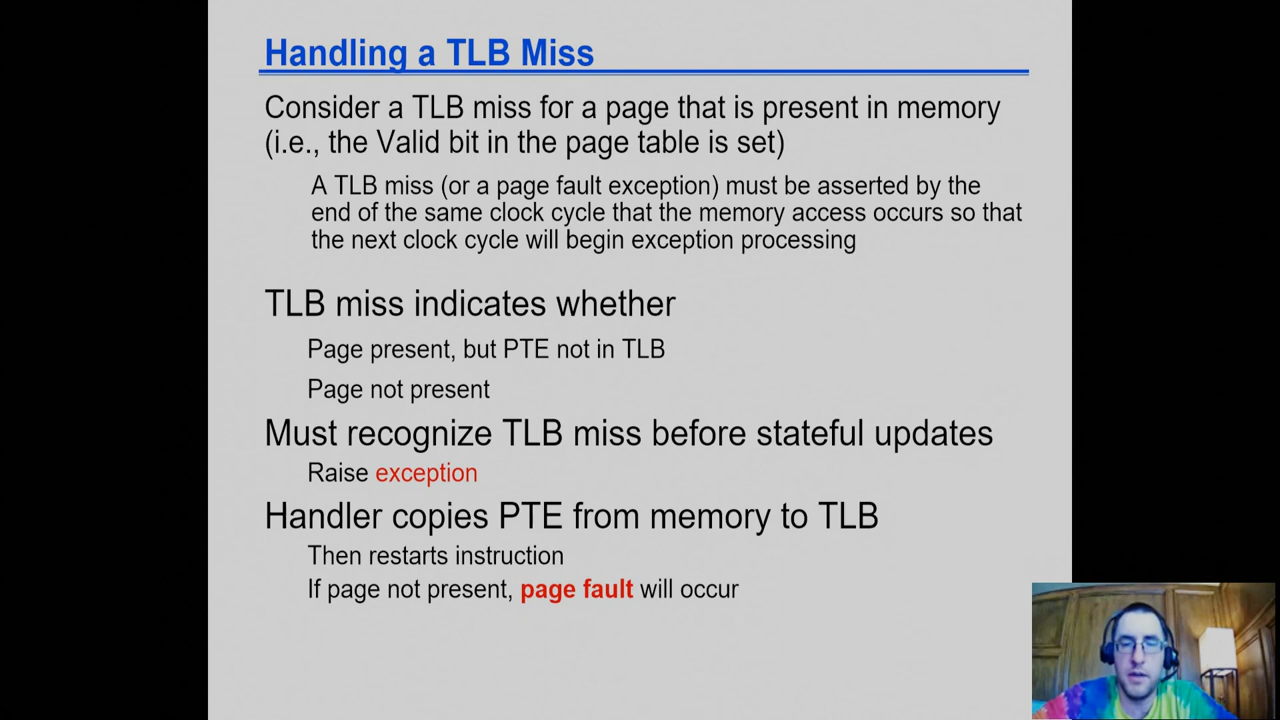 Handling a TLB Miss
Consider a TLB miss for a page that is present in memory
(i.e., the Valid bit in the page table is set)
A TLB miss (or a page fault exception) must be asserted by the
end of the same clock cycle that the memory access occurs so that
the next clock cycle will begin exception processing
TLB miss indicates whether
Page present, but PTE not in TLB
Page not present
Must recognize TLB miss before stateful updates
Raise exception
Handler copies PTE from memory to TLB
Then restarts instruction
If page not present, page fault will occur